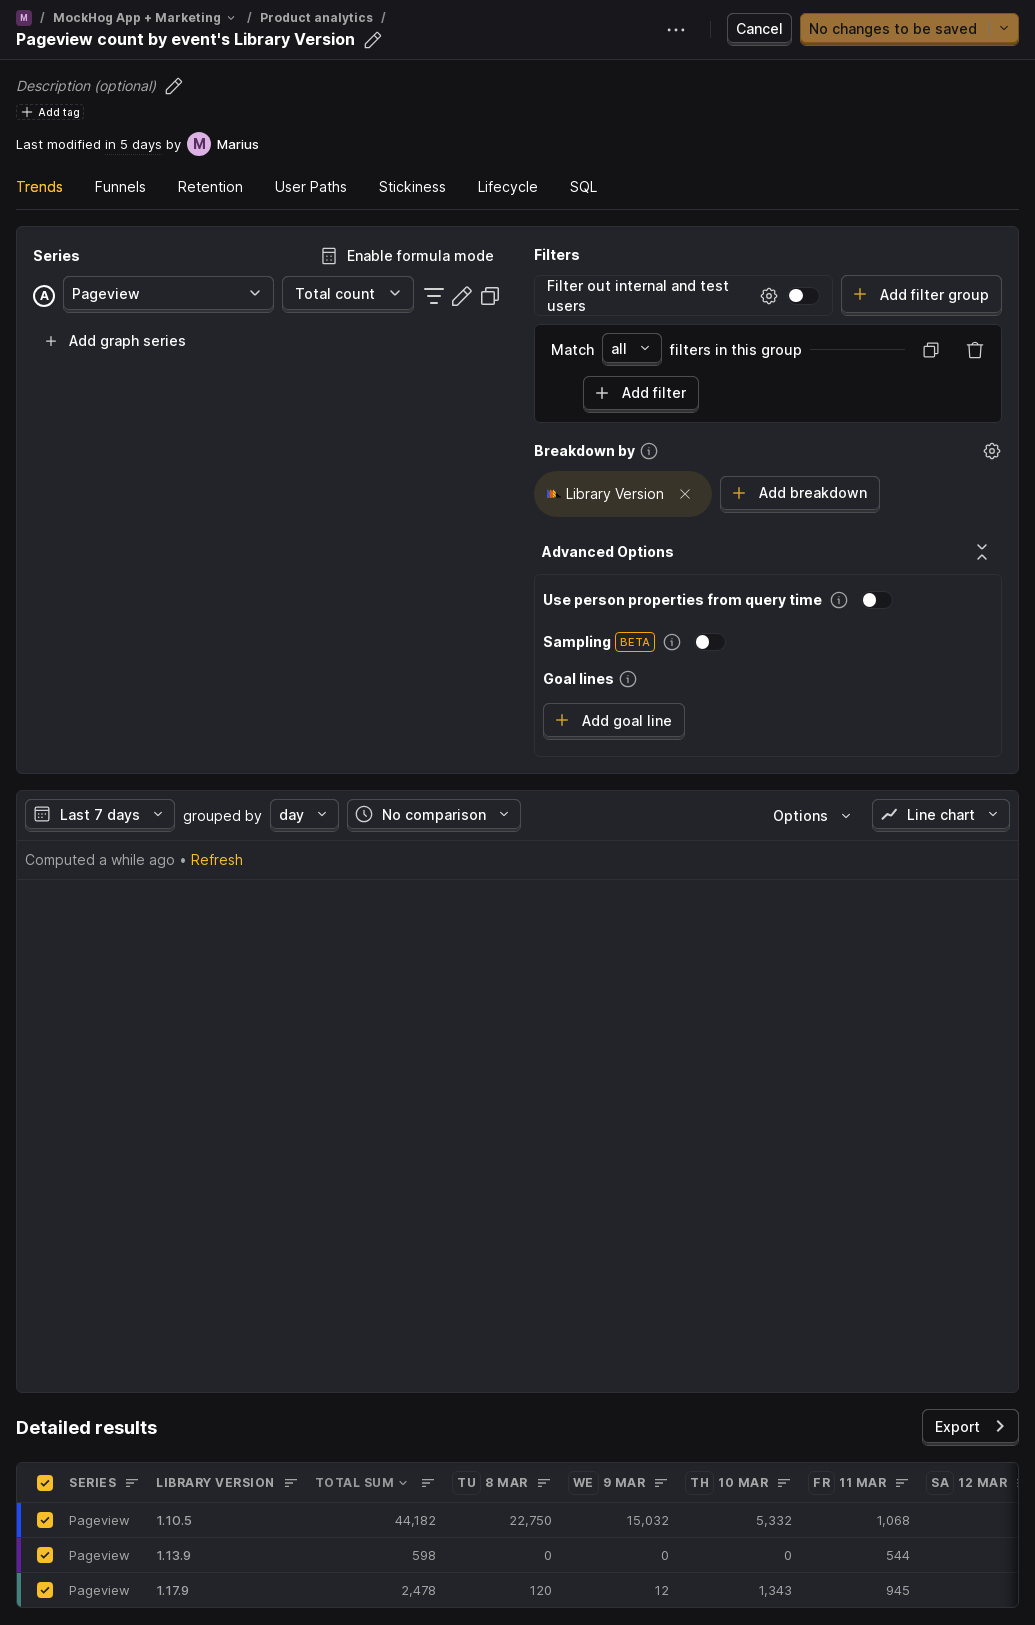 M / MockHog App + Marketing / Product analytics /
Pageview count by event's Library Version
Cancel
No changes to be saved
Description (optional)
Add tag
Last modified in 5 days by M Marius
Trends Funnels Retention User Paths Stickiness Lifecycle SQL
Series
Enable formula mode
A Pageview Total count
Add graph series
Filters
Filter out internal and test
users
Add filter group
Match all filters in this group
Add filter
Breakdown by
Library Version
Add breakdown
Advanced Options
Use person properties from query time
Sampling BETA
Goal lines
Add goal line
Last 7 days grouped by day No comparison Options Line chart
Computed a while ago • Refresh
Detailed results
Export
SERIES LIBRARY VERSION TOTAL SUM TU 8 MAR WE 9 MAR TH 10 MAR FR 11 MAR SA 12 MAR
Pageview 1.10.5 44,182 22,750 15,032 5,332 1,068
Pageview 1.13.9 598 0 0 0 544
Pageview 1.17.9 2,478 120 12 1,343 945